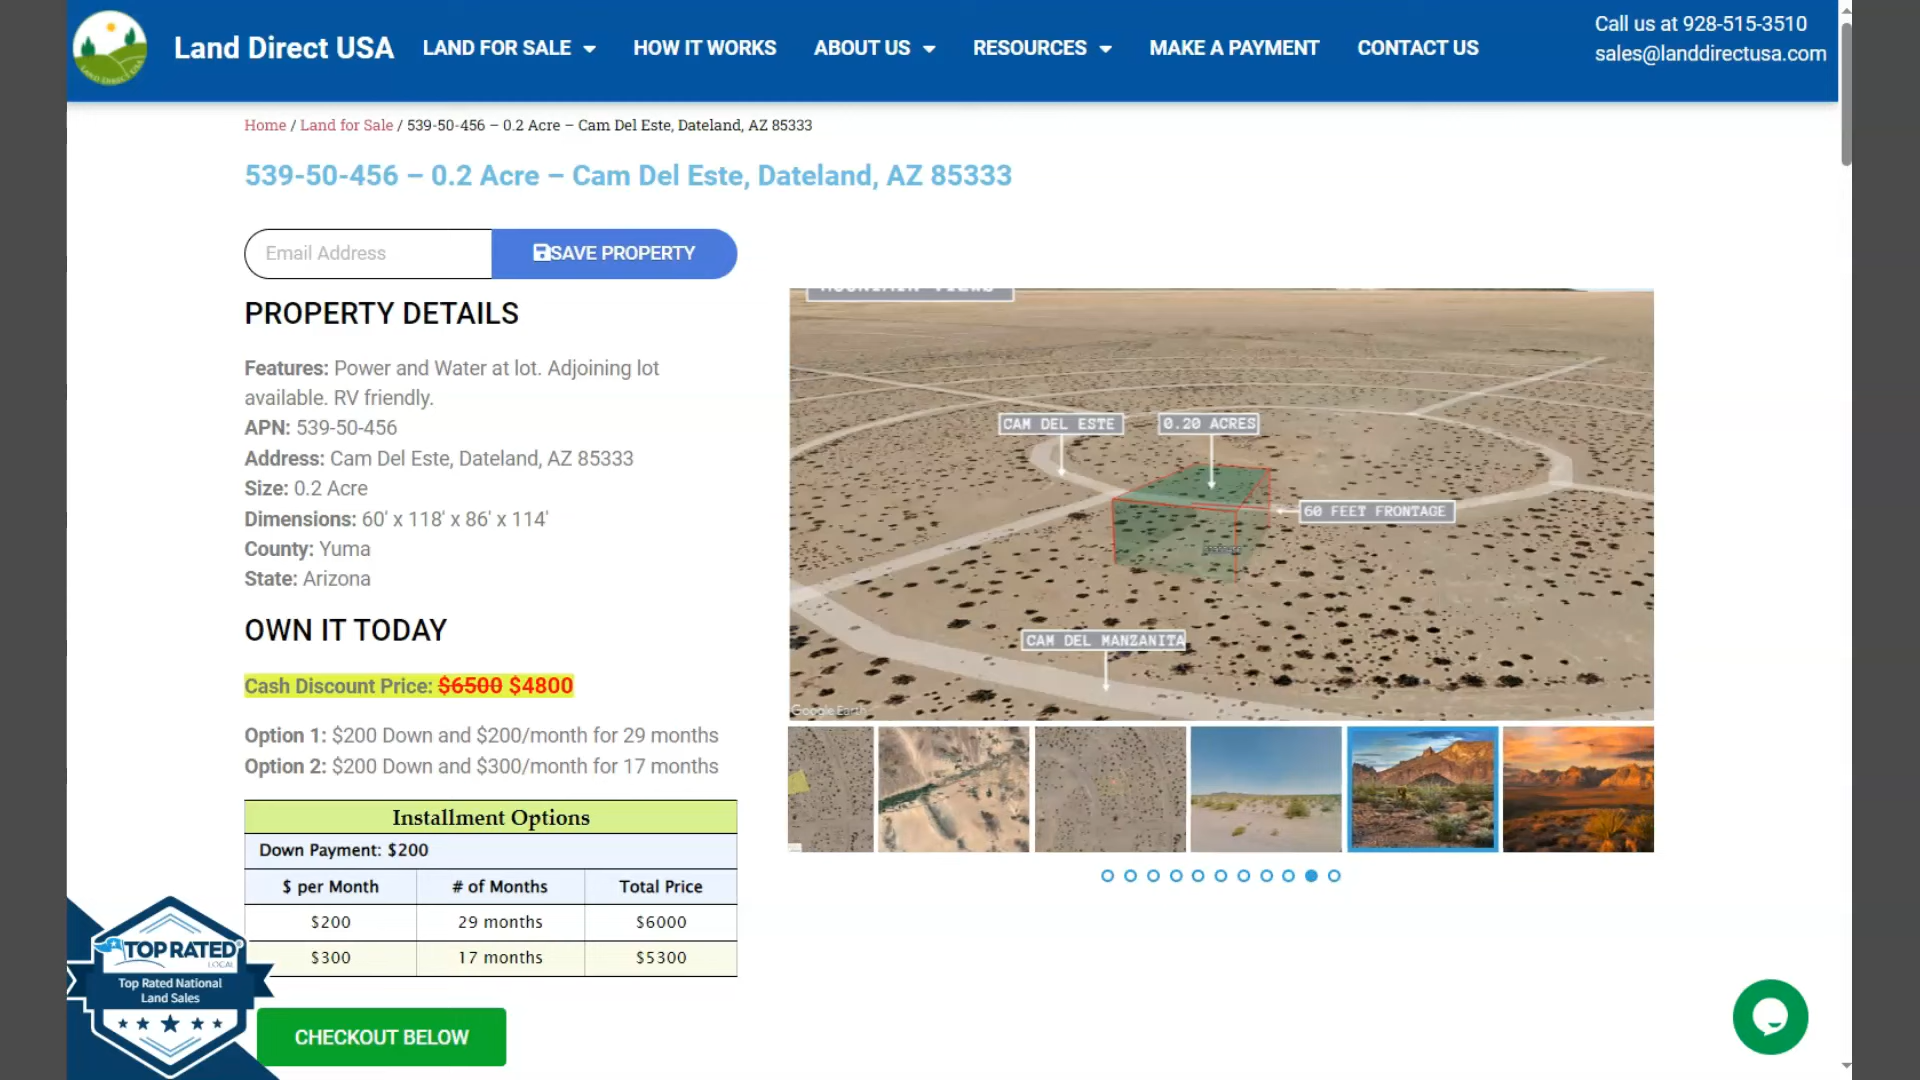 Land Direct USA
LAND FOR SALE
HOW IT WORKS
ABOUT US
RESOURCES
MAKE A PAYMENT
CONTACT US
Call us at 928-515-3510
sales@landdirectusa.com
Home / Land for Sale / 539-50-456 – 0.2 Acre – Cam Del Este, Dateland, AZ 85333
539-50-456 – 0.2 Acre – Cam Del Este, Dateland, AZ 85333
Email Address
SAVE PROPERTY
PROPERTY DETAILS
Features: Power and Water at lot. Adjoining lot
available. RV friendly.
APN: 539-50-456
Address: Cam Del Este, Dateland, AZ 85333
Size: 0.2 Acre
Dimensions: 60' x 118' x 86' x 114'
County: Yuma
State: Arizona
OWN IT TODAY
Cash Discount Price: $6500 $4800
Option 1: $200 Down and $200/month for 29 months
Option 2: $200 Down and $300/month for 17 months
Installment Options
Down Payment: $200
$ per Month # of Months Total Price
$200 29 months $6000
$300 17 months $5300
CHECKOUT BELOW
TOP RATED
LOCAL
Top Rated National
Land Sales
MOUNTAIN VIEWS
CAM DEL ESTE
0.20 ACRES
60 FEET FRONTAGE
CAM DEL MANZANITA
Google Earth